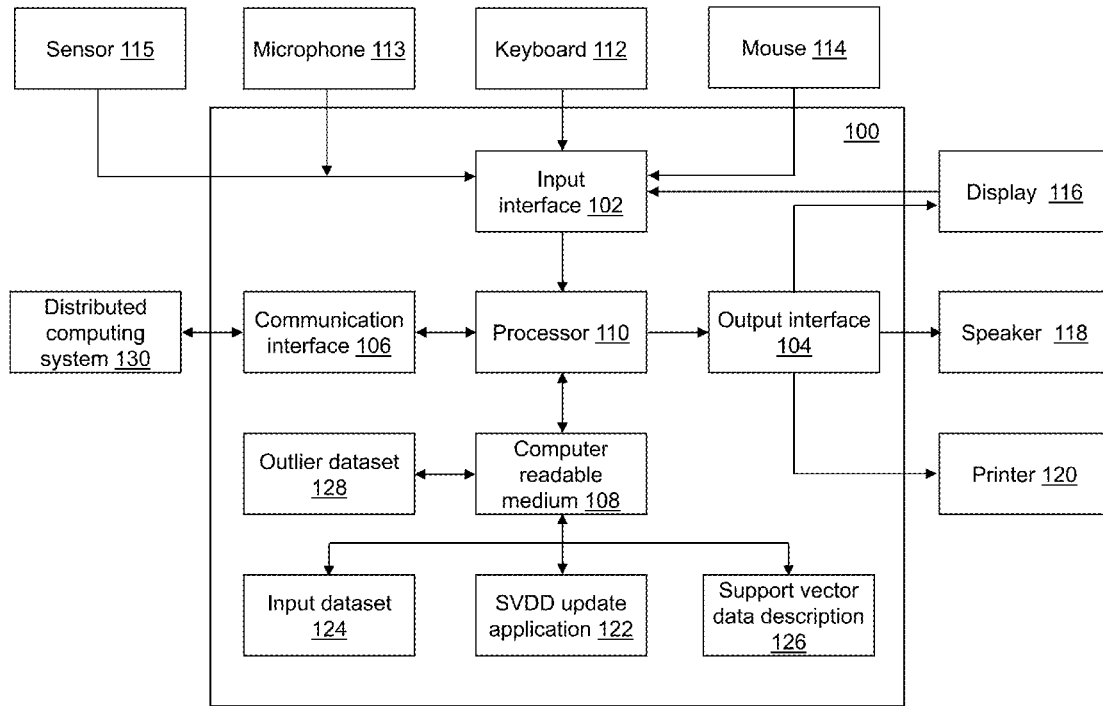 Sensor 115
Microphone 113
Keyboard 112
Mouse 114
100
Input
interface 102
Display 116
Distributed
computing
system 130
Communication
interface 106
Processor 110
Output interface
104
Speaker 118
Outlier dataset
128
Computer
readable
medium 108
Printer 120
Input dataset
124
SVDD update
application 122
Support vector
data description
126